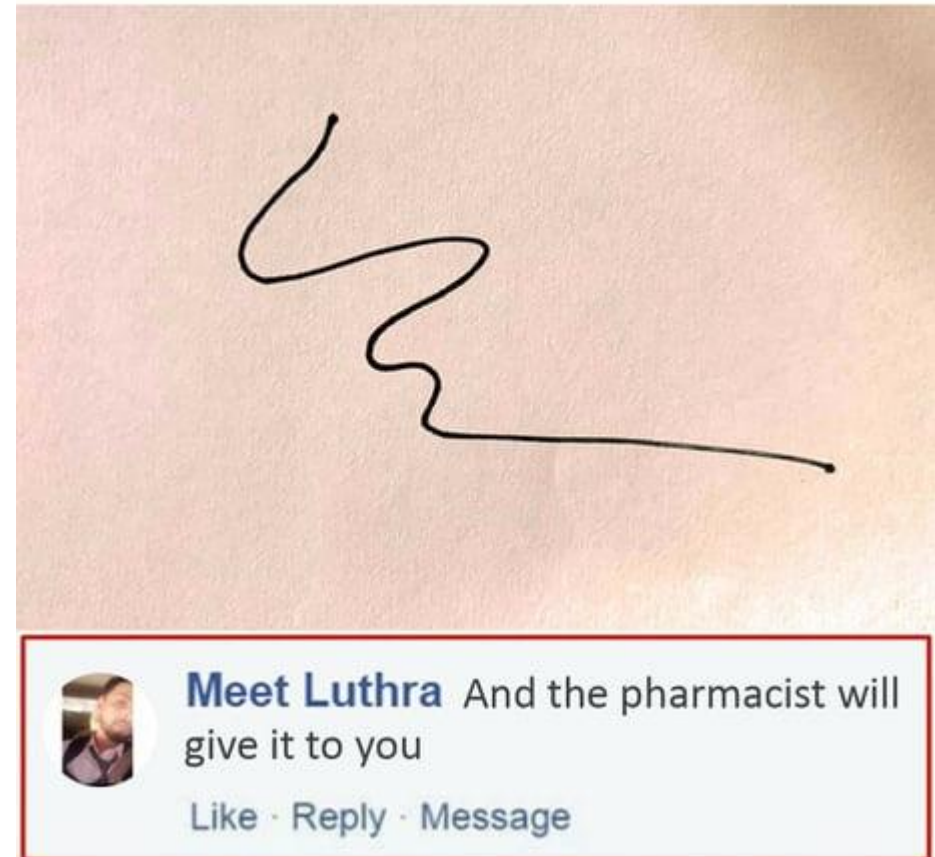 Meet Luthra And the pharmacist will
give it to you
Like · Reply · Message